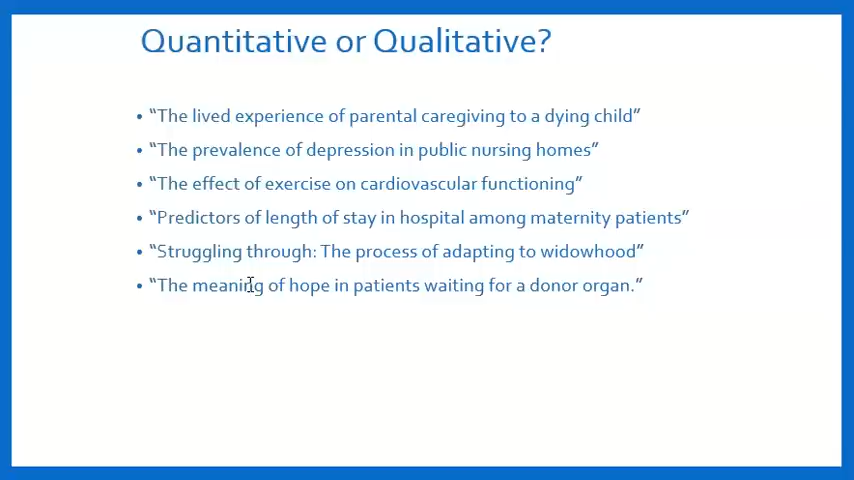 Quantitative or Qualitative?
• “The lived experience of parental caregiving to a dying child”
• “The prevalence of depression in public nursing homes”
• “The effect of exercise on cardiovascular functioning”
• “Predictors of length of stay in hospital among maternity patients”
• “Struggling through: The process of adapting to widowhood”
• “The meaning of hope in patients waiting for a donor organ.”